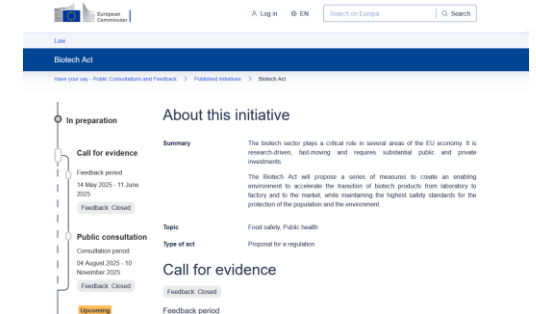 European
Commission
Log in
EN
Search on Europa
Search
Law
Biotech Act
Have your say - Public Consultations and Feedback > Published initiatives > Biotech Act
In preparation
Call for evidence
Feedback period
14 May 2025 - 11 June
2025
Feedback: Closed
Public consultation
Consultation period
04 August 2025 - 10
November 2025
Feedback: Closed
Upcoming
About this initiative
Summary
The biotech sector plays a critical role in several areas of the EU economy. It is
research-driven, fast-moving and requires substantial public and private
investments.
The Biotech Act will propose a series of measures to create an enabling
environment to accelerate the transition of biotech products from laboratory to
factory and to the market, while maintaining the highest safety standards for the
protection of the population and the environment.
Topic
Food safety, Public health
Type of act
Proposal for a regulation
Call for evidence
Feedback: Closed
Feedback period